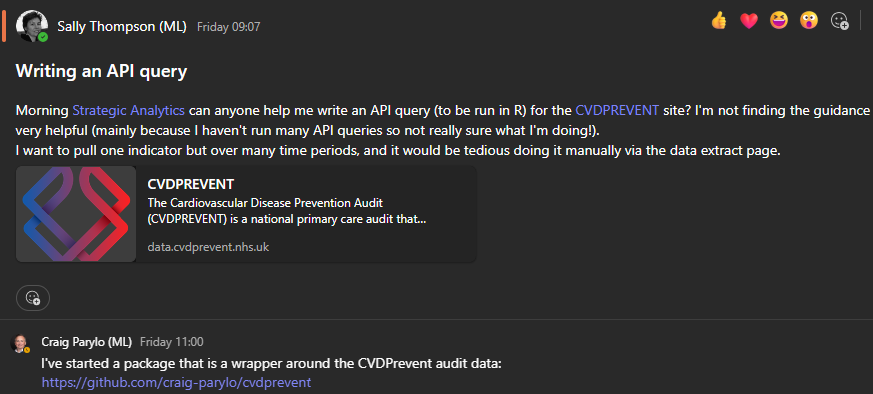 Sally Thompson (ML) Friday 09:07
Writing an API query
Morning Strategic Analytics can anyone help me write an API query (to be run in R) for the CVDPREVENT site? I'm not finding the guidance
very helpful (mainly because I haven't run many API queries so not really sure what I'm doing!).
I want to pull one indicator but over many time periods, and it would be tedious doing it manually via the data extract page.
CVDPREVENT
The Cardiovascular Disease Prevention Audit
(CVDPREVENT) is a national primary care audit that...
data.cvdprevent.nhs.uk
Craig Parylo (ML) Friday 11:00
I've started a package that is a wrapper around the CVDPrevent audit data:
https://github.com/craig-parylo/cvdprevent